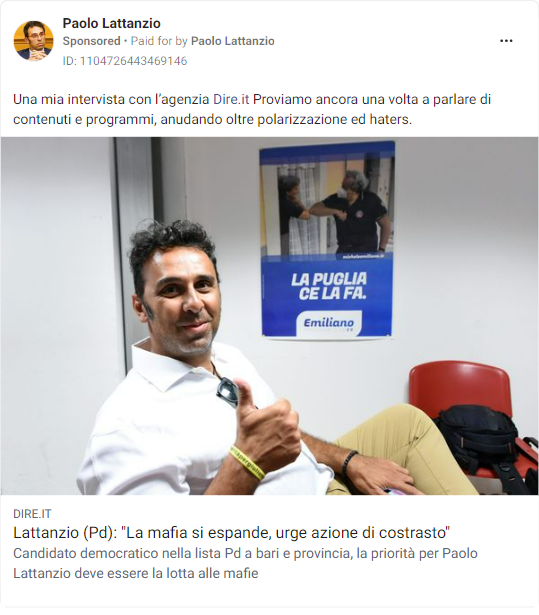 Paolo Lattanzio
Sponsored • Paid for by Paolo Lattanzio
ID: 1104726443469146
Una mia intervista con l’agenzia Dire.it Proviamo ancora una volta a parlare di
contenuti e programmi, anudando oltre polarizzazione ed haters.
micheleemiliano.it
LA PUGLIA
CE LA FA.
Emiliano
DIRE.IT
Lattanzio (Pd): "La mafia si espande, urge azione di costrasto"
Candidato democratico nella lista Pd a bari e provincia, la priorità per Paolo
Lattanzio deve essere la lotta alle mafie